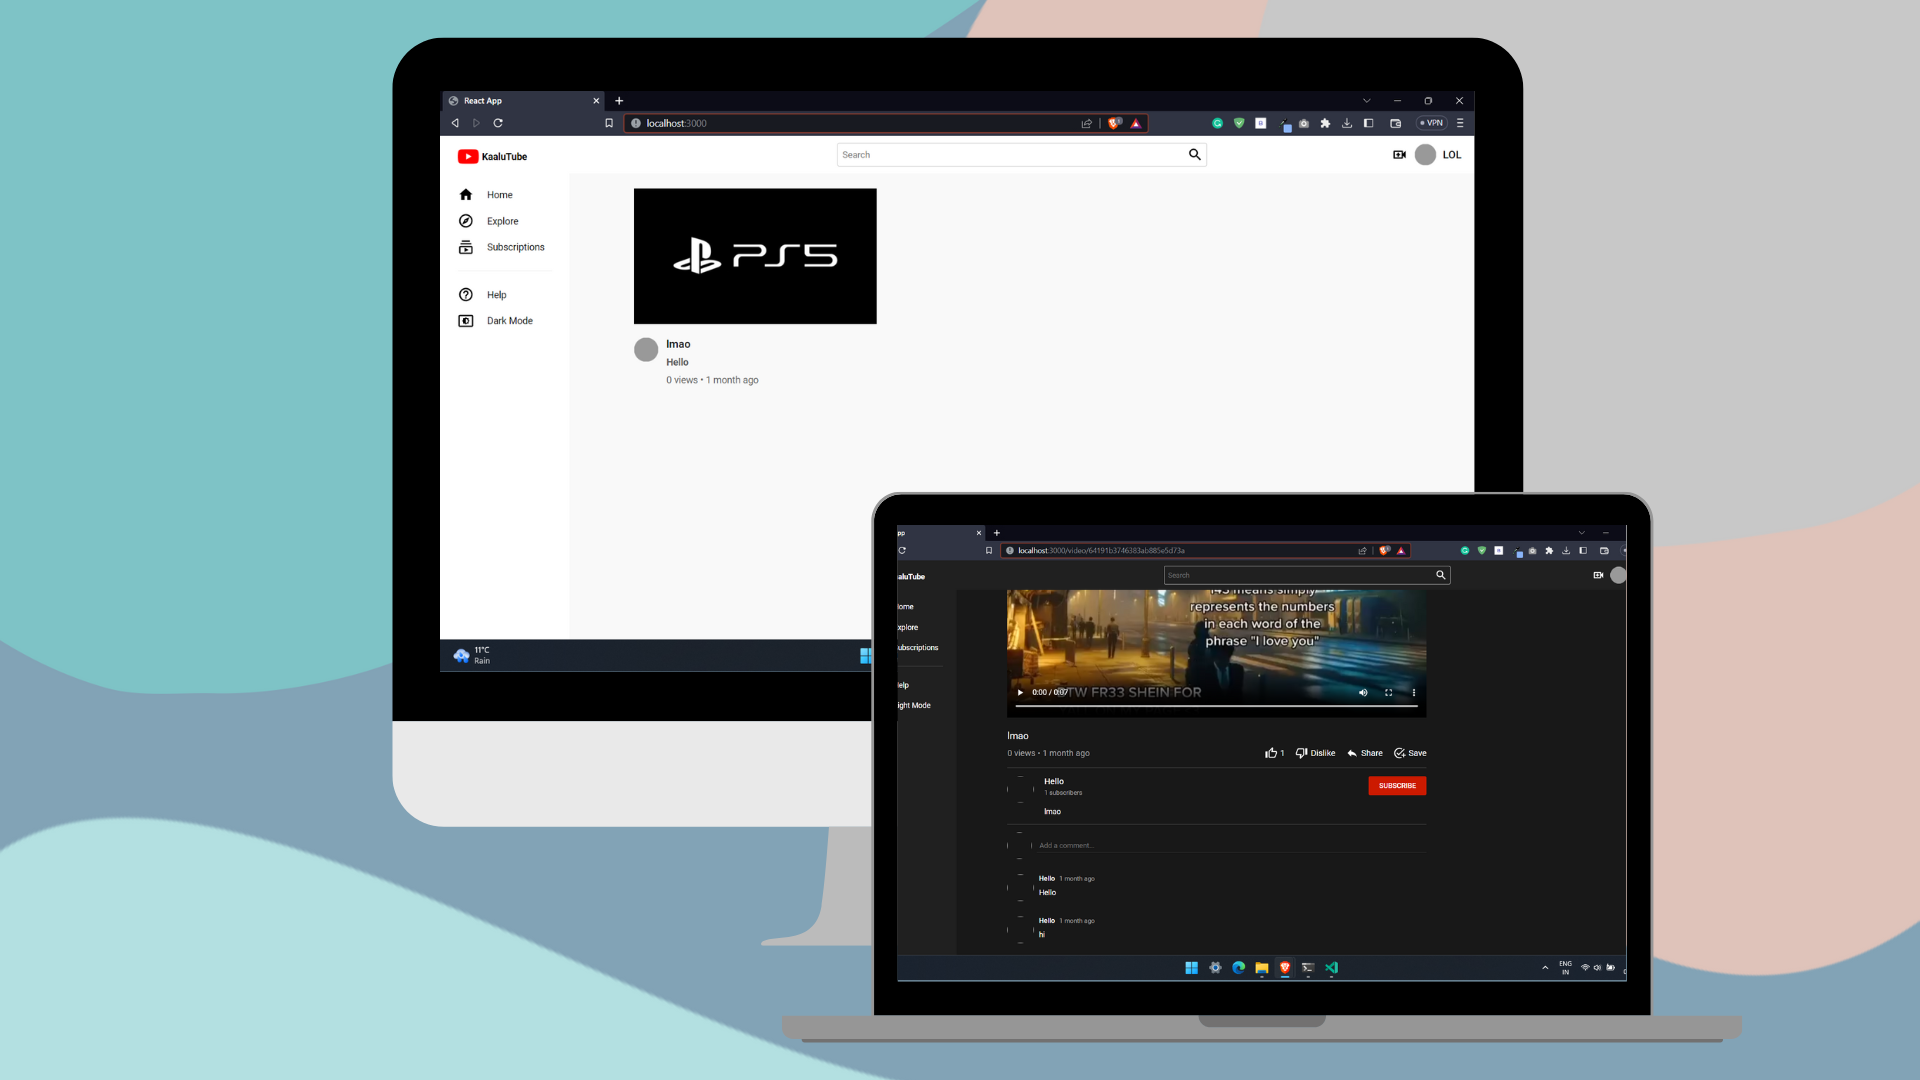 React App
localhost:3000
VPN
KaaluTube
Search
LOL
Home
Explore
Subscriptions
Help
Dark Mode
PS5
lmao
Hello
0 views • 1 month ago
11°C
Rain
pp
localhost:3000/video/64191b3746383ab885e5d73a
aluTube
Search
ome
xplore
ubscriptions
elp
ight Mode
143 means simply
represents the numbers
in each word of the
phrase "I love you"
0:00 / 0:07
TW FR33 SHEIN FOR
lmao
0 views • 1 month ago
1
Dislike
Share
Save
Hello
1 subscribers
SUBSCRIBE
lmao
Add a comment...
Hello 1 month ago
Hello
Hello 1 month ago
hi
ENG
IN